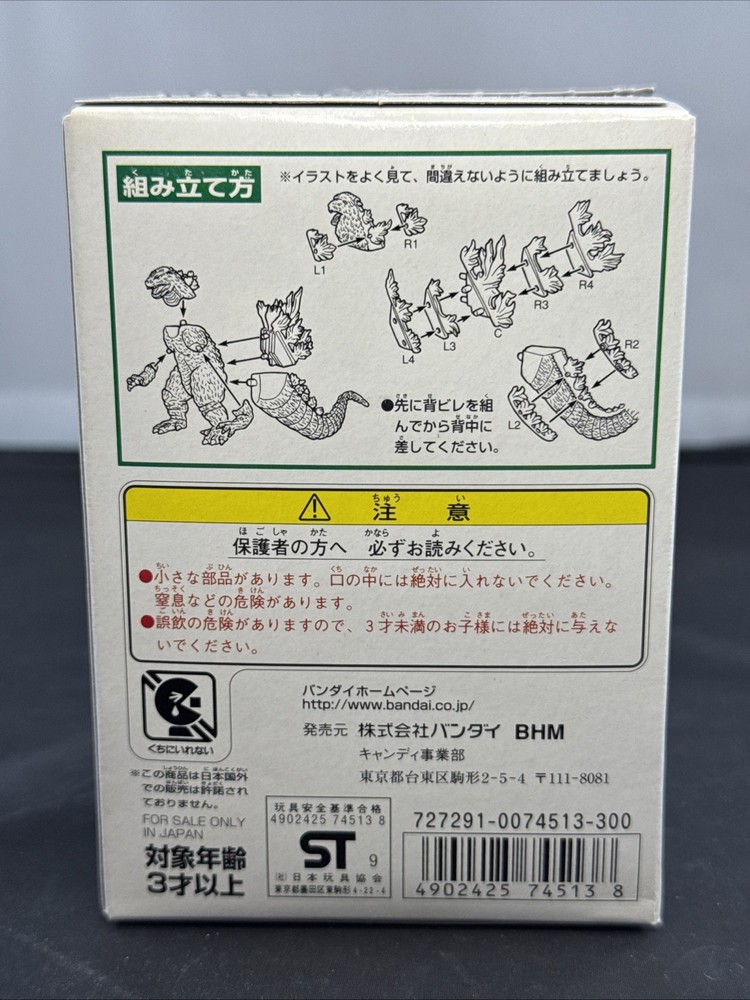 組み立て方
※イラストをよく見て、間違えないように組み立てましょう。
L1
R1
R4
R3
C
L3
L4
R2
L2
●先に背ビレを組
んでから背中に
差してください。
注意
保護者の方へ 必ずお読みください。
●小さな部品があります。口の中には絶対に入れないでください。
窒息などの危険があります。
●誤飲の危険がありますので、3才未満のお子様には絶対に与えな
いでください。
くちにいれない
バンダイホームページ
http://www.bandai.co.jp/
発売元 株式会社バンダイ BHM
キャンディ事業部
東京都台東区駒形2-5-4 〒111-8081
※この商品は日本国外
での販売は許諾され
ておりません。
FOR SALE ONLY
IN JAPAN
対象年齢
3才以上
玩具安全基準合格
4902425 74513 8
ST 9
(社)日本玩具協会
東京都墨田区東駒形4-22-4
727291-0074513-300
4902425 74513 8